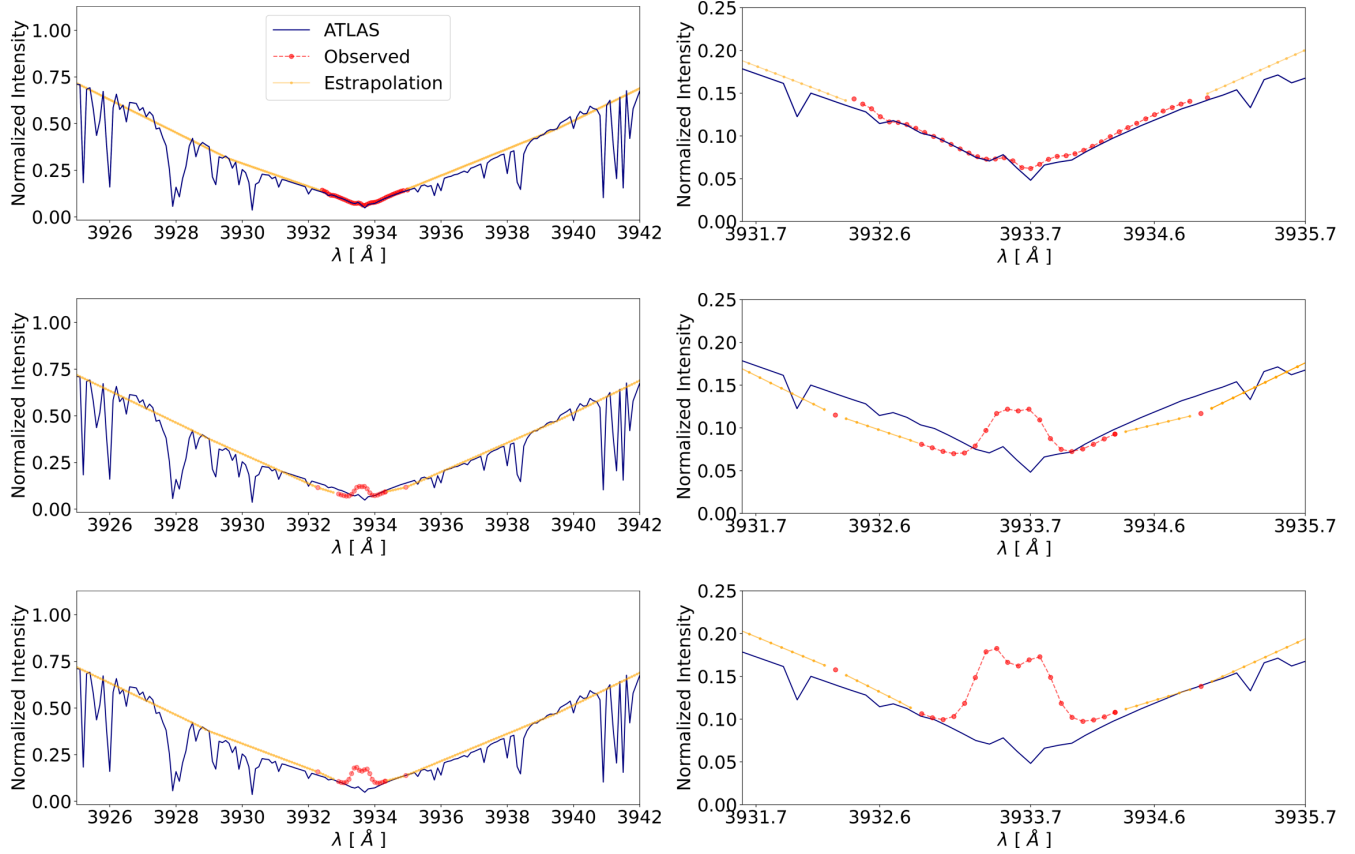 Normalized Intensity
1.00
0.75
0.50
0.25
0.00
ATLAS
Observed
Estrapolation
3926 3928 3930 3932 3934 3936 3938 3940 3942
λ [ Å ]
Normalized Intensity
0.25
0.20
0.15
0.10
0.05
0.00
3931.7 3932.6 3933.7 3934.6 3935.7
λ [ Å ]
Normalized Intensity
1.00
0.75
0.50
0.25
0.00
3926 3928 3930 3932 3934 3936 3938 3940 3942
λ [ Å ]
Normalized Intensity
0.25
0.20
0.15
0.10
0.05
0.00
3931.7 3932.6 3933.7 3934.6 3935.7
λ [ Å ]
Normalized Intensity
1.00
0.75
0.50
0.25
0.00
3926 3928 3930 3932 3934 3936 3938 3940 3942
λ [ Å ]
Normalized Intensity
0.25
0.20
0.15
0.10
0.05
0.00
3931.7 3932.6 3933.7 3934.6 3935.7
λ [ Å ]